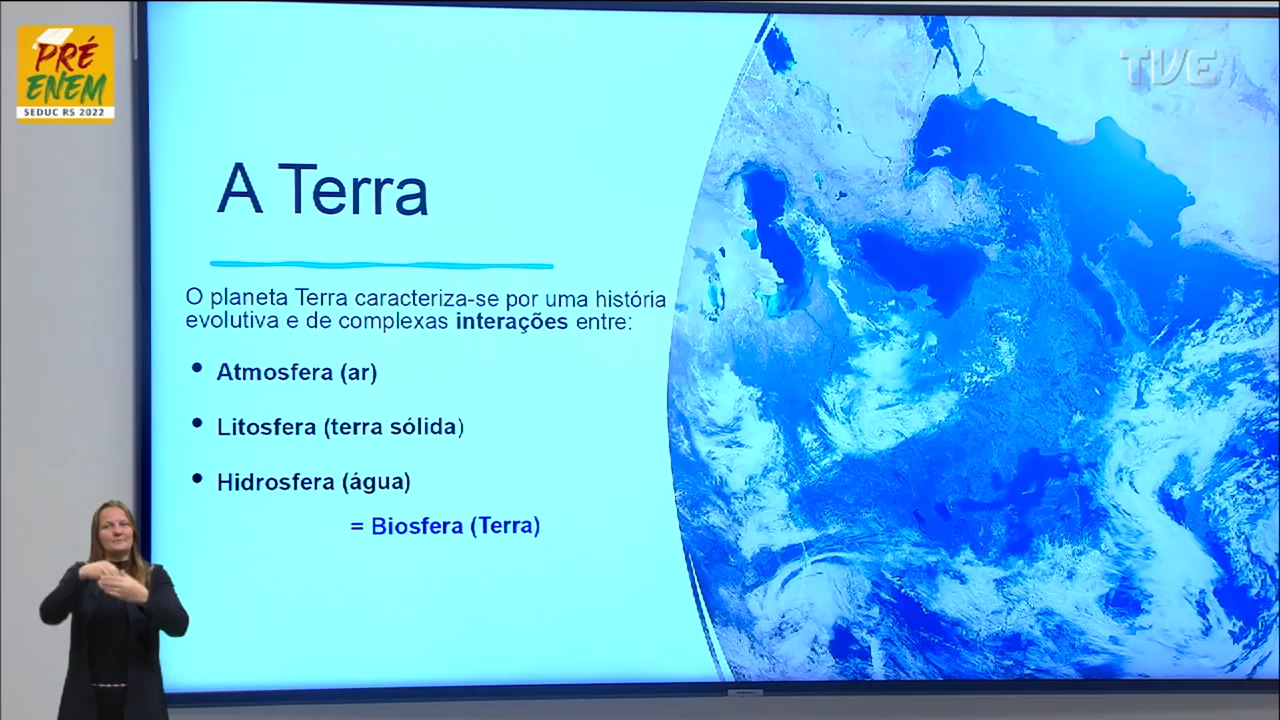 PRÉ
ENEM
SEDUC RS 2022
TVE
A Terra
O planeta Terra caracteriza-se por uma história
evolutiva e de complexas interações entre:
• Atmosfera (ar)
• Litosfera (terra sólida)
• Hidrosfera (água)
= Biosfera (Terra)